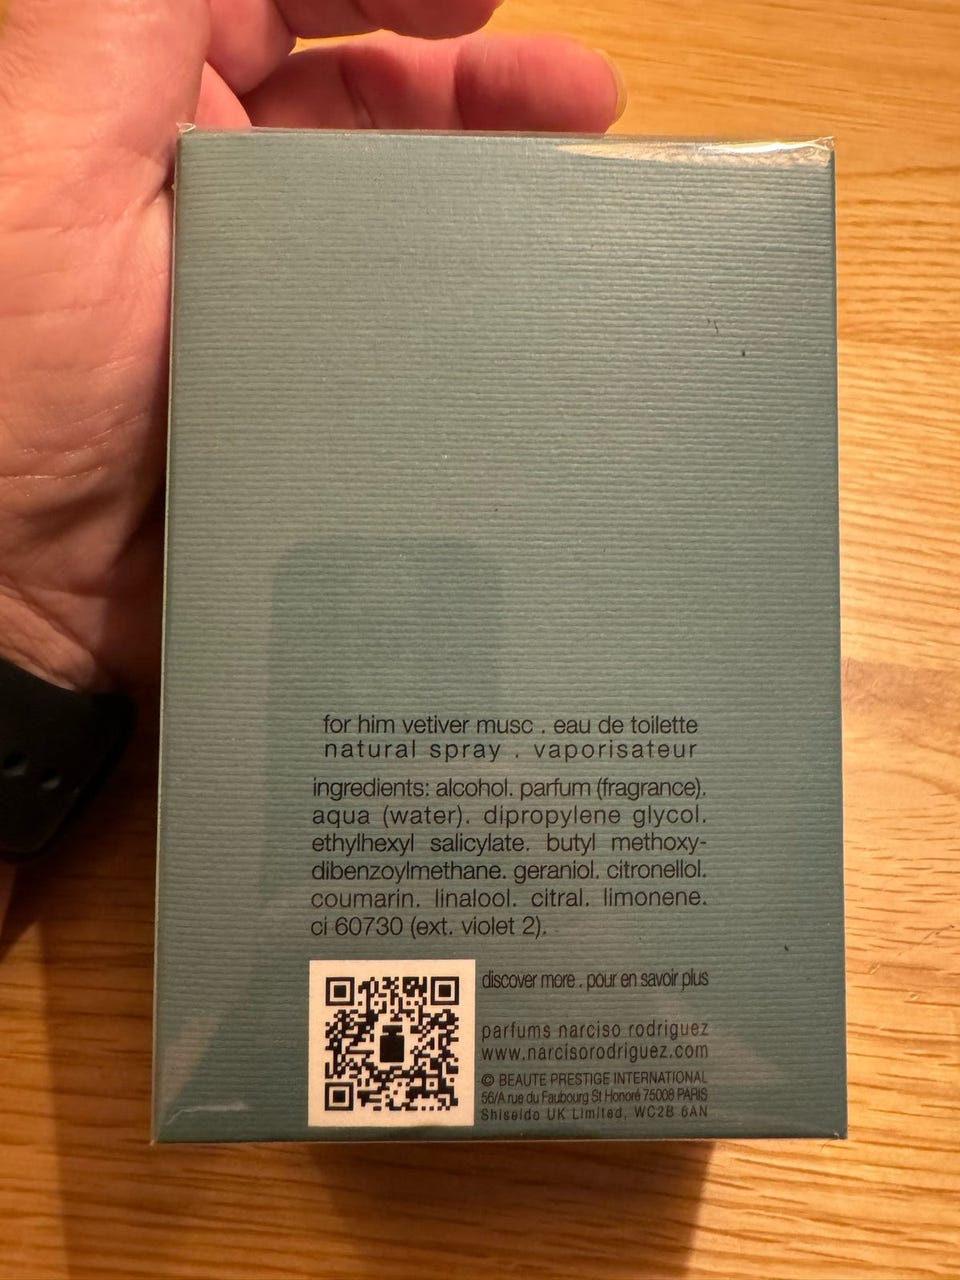 for him vetiver musc . eau de toilette
natural spray . vaporisateur
ingredients: alcohol. parfum (fragrance).
aqua (water). dipropylene glycol.
ethylhexyl salicylate. butyl methoxy-
dibenzoylmethane. geraniol. citronellol.
coumarin. linalool. citral. limonene.
ci 60730 (ext. violet 2).
discover more . pour en savoir plus
parfums narciso rodriguez
www.narcisorodriguez.com
© BEAUTE PRESTIGE INTERNATIONAL
56/A rue du Faubourg St Honoré 75008 PARIS
Shiseido UK Limited, WC2B 6AN